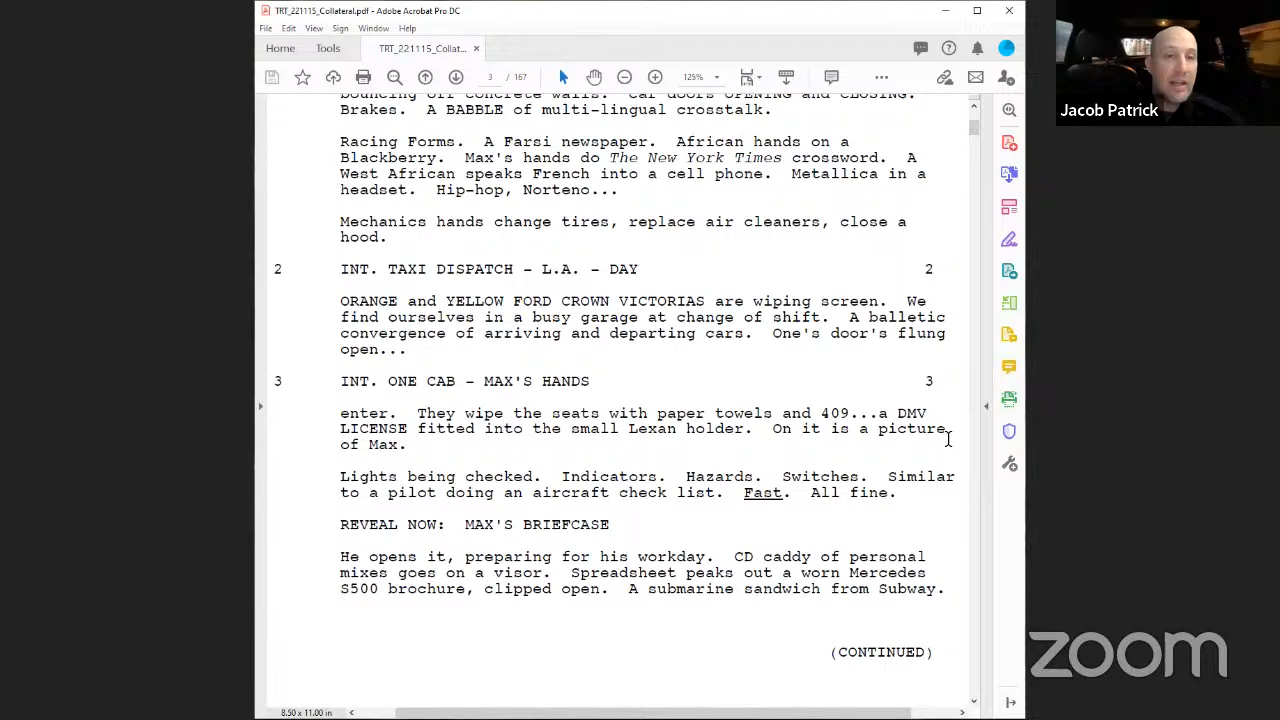 TRT_221115_Collateral.pdf - Adobe Acrobat Pro DC
File Edit View Sign Window Help
Home Tools TRT_221115_Collat... ×
/ 167 125%
Jacob Patrick
bouncing off concrete walls. Car doors OPENING and CLOSING.
Brakes. A BABBLE of multi-lingual crosstalk.
Racing Forms. A Farsi newspaper. African hands on a
Blackberry. Max's hands do The New York Times crossword. A
West African speaks French into a cell phone. Metallica in a
headset. Hip-hop, Norteno...
Mechanics hands change tires, replace air cleaners, close a
hood.
2 INT. TAXI DISPATCH - L.A. - DAY 2
ORANGE and YELLOW FORD CROWN VICTORIAS are wiping screen. We
find ourselves in a busy garage at change of shift. A balletic
convergence of arriving and departing cars. One's door's flung
open...
3 INT. ONE CAB - MAX'S HANDS 3
enter. They wipe the seats with paper towels and 409...a DMV
LICENSE fitted into the small Lexan holder. On it is a picture
of Max.
Lights being checked. Indicators. Hazards. Switches. Similar
to a pilot doing an aircraft check list. Fast. All fine.
REVEAL NOW: MAX'S BRIEFCASE
He opens it, preparing for his workday. CD caddy of personal
mixes goes on a visor. Spreadsheet peaks out a worn Mercedes
S500 brochure, clipped open. A submarine sandwich from Subway.
(CONTINUED)
zoom
8.50 x 11.00 in